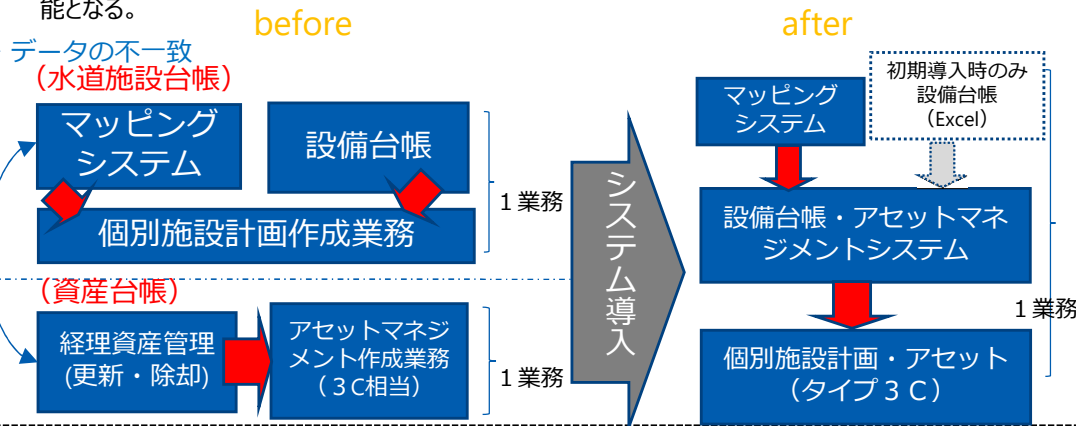 能となる。
before
データの不一致
（水道施設台帳）
マッピング
システム
設備台帳
個別施設計画作成業務
１業務
（資産台帳）
経理資産管理
(更新・除却)
アセットマネジ
メント作成業務
（３C相当）
１業務
システム導入
after
マッピング
システム
初期導入時のみ
設備台帳
（Excel）
設備台帳・アセットマネ
ジメントシステム
個別施設計画・アセット
（タイプ３Ｃ）
１業務